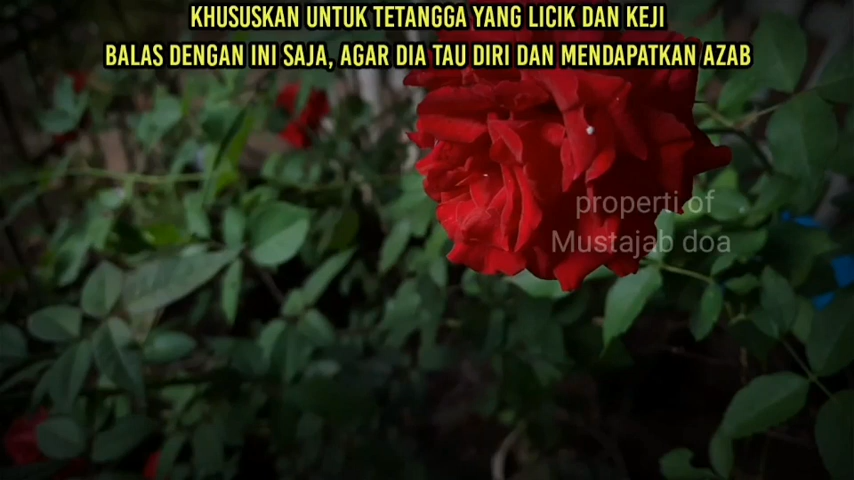 KHUSUSKAN UNTUK TETANGGA YANG LICIK DAN KEJI
BALAS DENGAN INI SAJA, AGAR DIA TAU DIRI DAN MENDAPATKAN AZAB
properti of
Mustajab doa